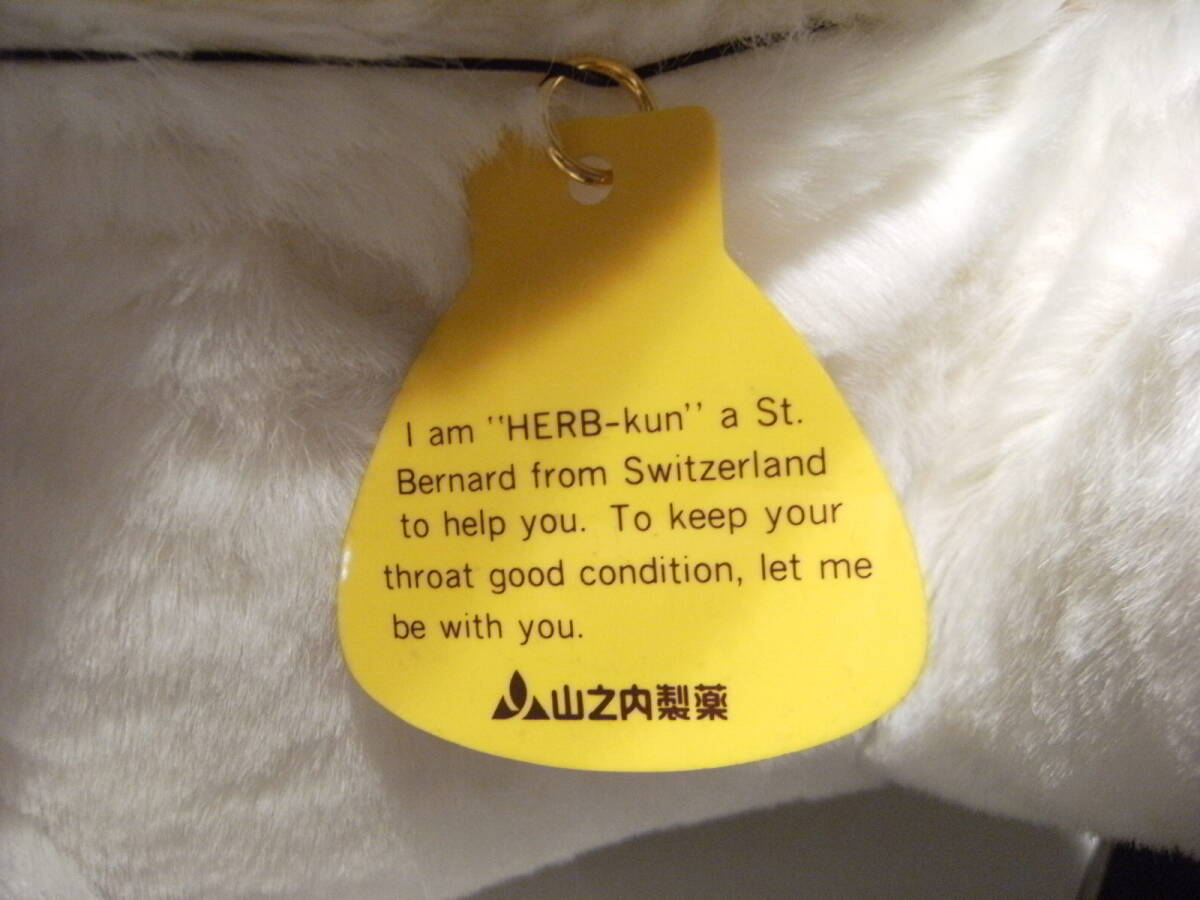 I am "HERB-kun" a St.
Bernard from Switzerland
to help you. To keep your
throat good condition, let me
be with you.
山之内製薬